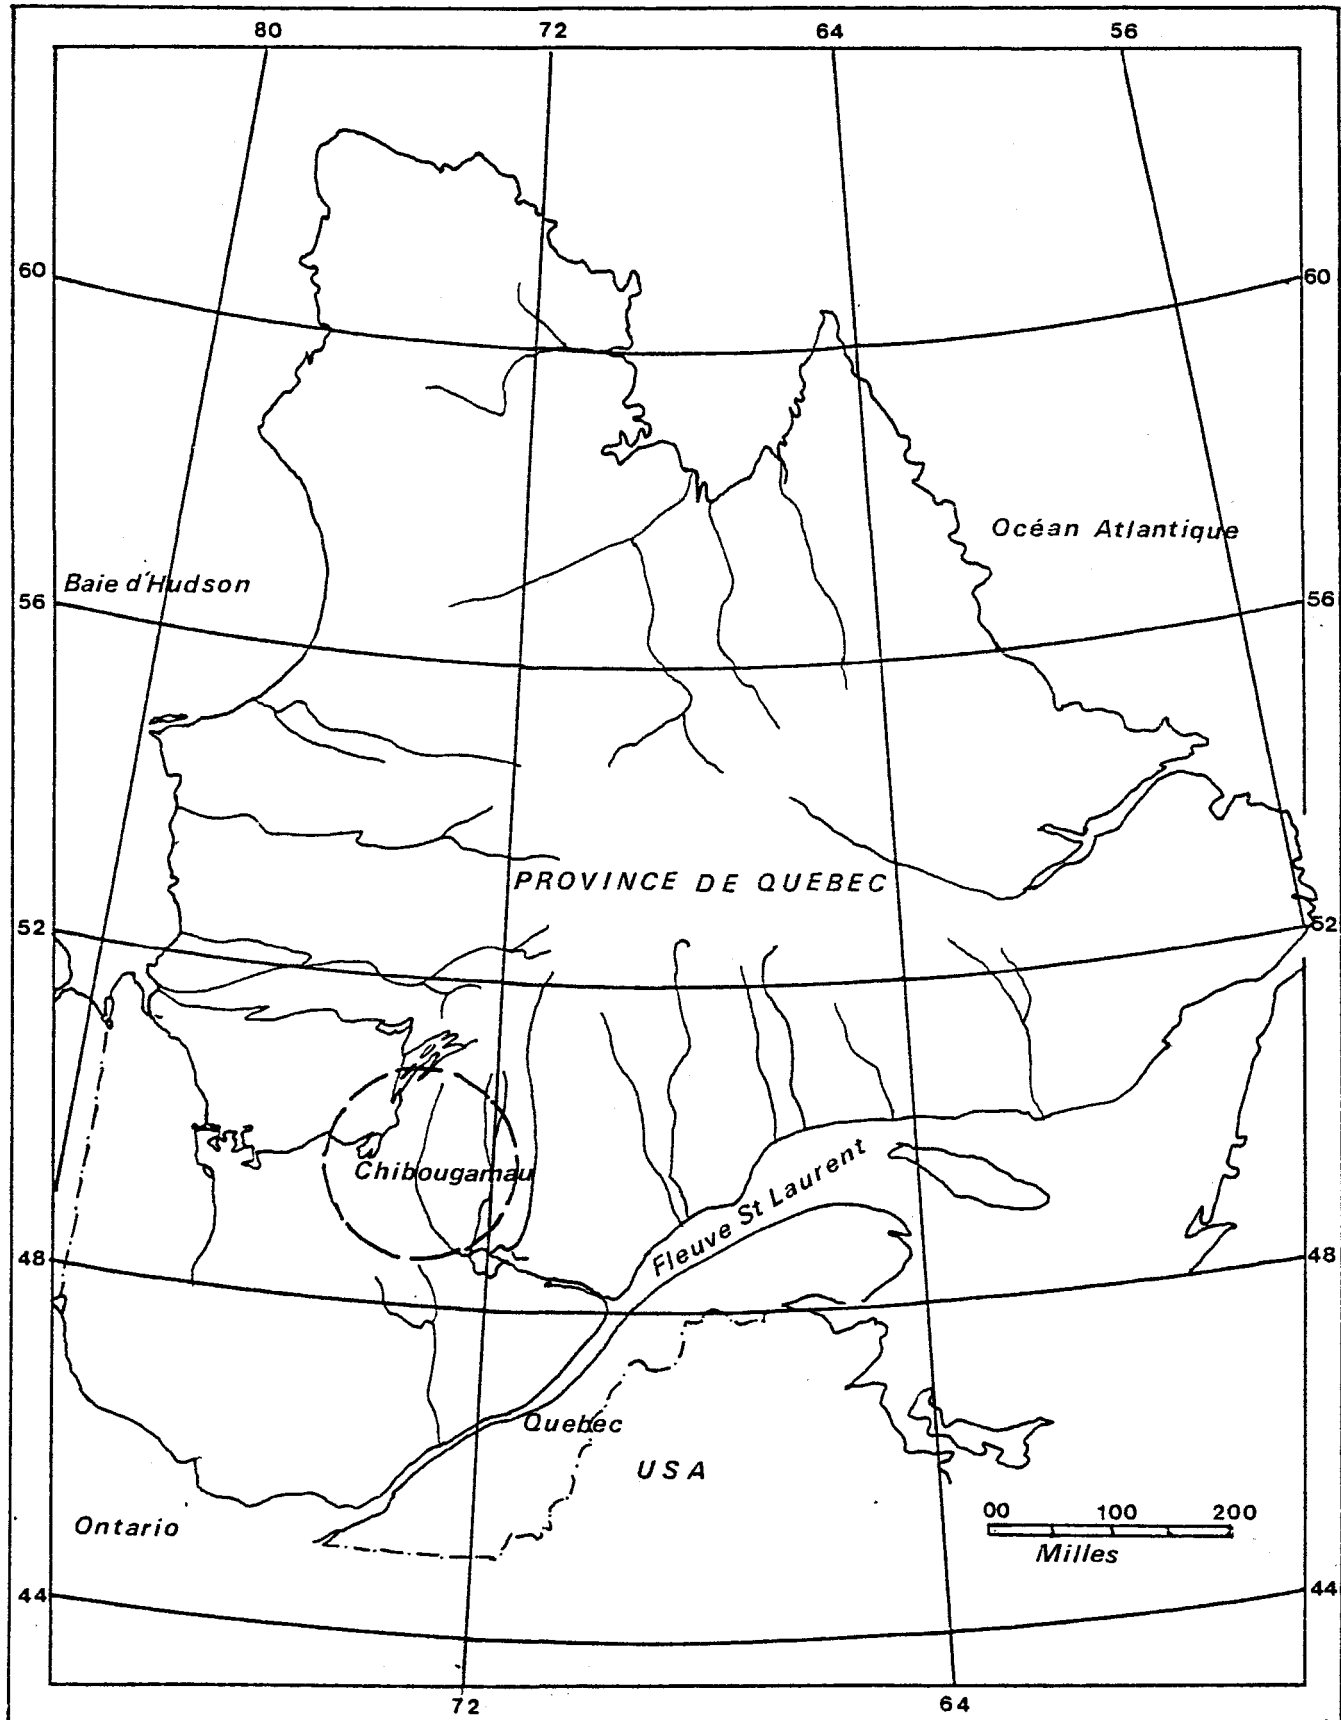 80 72 64 56
60 60
Océan Atlantique
Baie d'Hudson
56 56
PROVINCE DE QUEBEC
52 52
Chibougamau
Fleuve St Laurent
48 48
Quebec
USA
00 100 200
Milles
Ontario
44 44
72 64